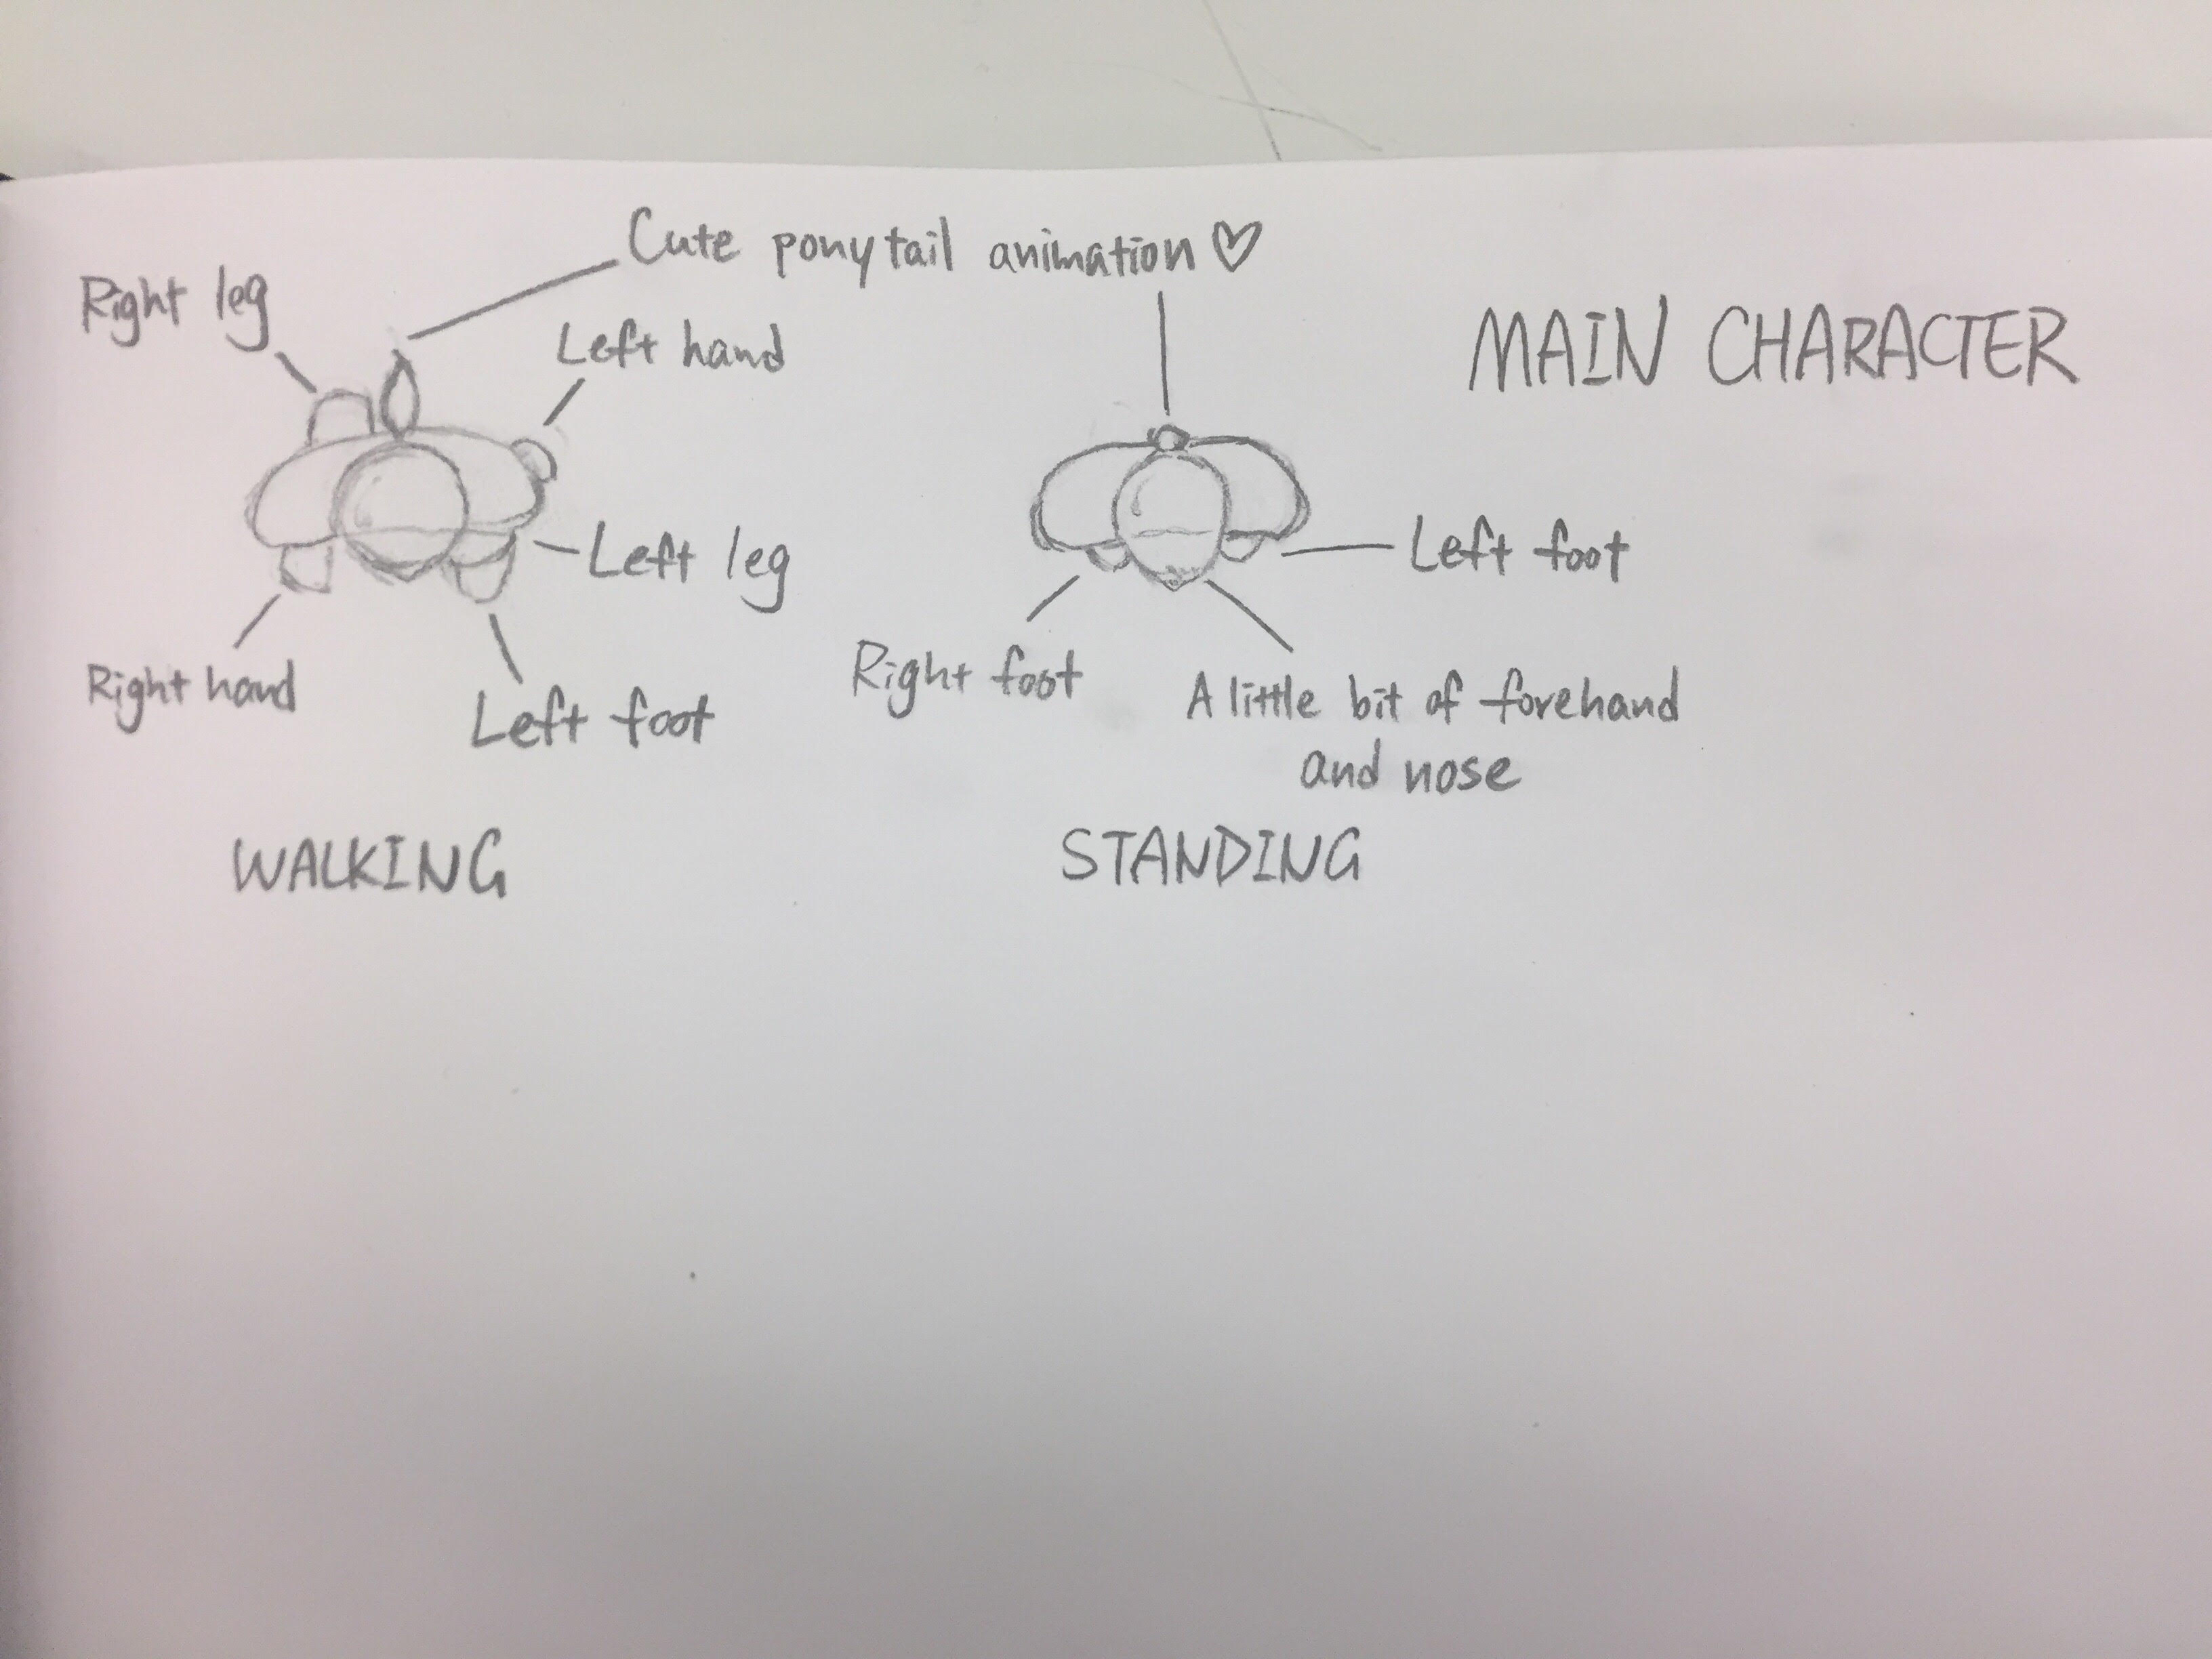 Cute ponytail animation♡
Right leg
Left hand
MAIN CHARACTER
Left leg
Left foot
Right hand
Left foot
Right foot
A little bit of forehand
and nose
WALKING
STANDING